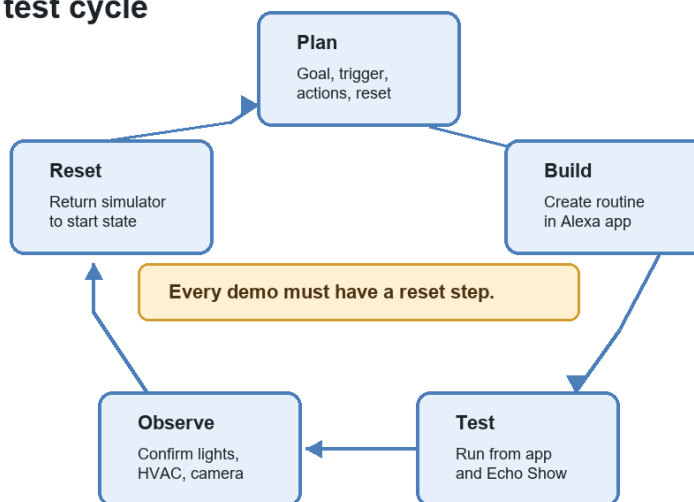 test cycle
Plan
Goal, trigger,
actions, reset
Reset
Return simulator
to start state
Build
Create routine
in Alexa app
Every demo must have a reset step.
Observe
Confirm lights,
HVAC, camera
Test
Run from app
and Echo Show